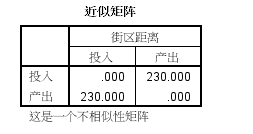 近似矩阵
街区距离
投入 产出
投入 .000 230.000
产出 230.000 .000
这是一个不相似性矩阵